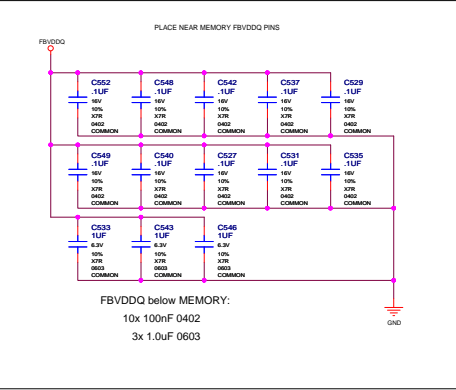 PLACE NEAR MEMORY FBVDDQ PINS
FBVDDQ
C552 C548 C542 C537 C529
.1UF .1UF .1UF .1UF .1UF
16V 16V 16V 16V 16V
10% 10% 10% 10% 10%
X7R X7R X7R X7R X7R
0402 0402 0402 0402 0402
COMMON COMMON COMMON COMMON COMMON
C549 C540 C527 C531 C535
.1UF .1UF .1UF .1UF .1UF
16V 16V 16V 16V 16V
10% 10% 10% 10% 10%
X7R X7R X7R X7R X7R
0402 0402 0402 0402 0402
COMMON COMMON COMMON COMMON COMMON
C533 C543 C546
1UF 1UF 1UF
6.3V 6.3V 6.3V
10% 10% 10%
X7R X7R X7R
0603 0603 0603
COMMON COMMON COMMON
FBVDDQ below MEMORY:
10x 100nF 0402
3x 1.0uF 0603
GND